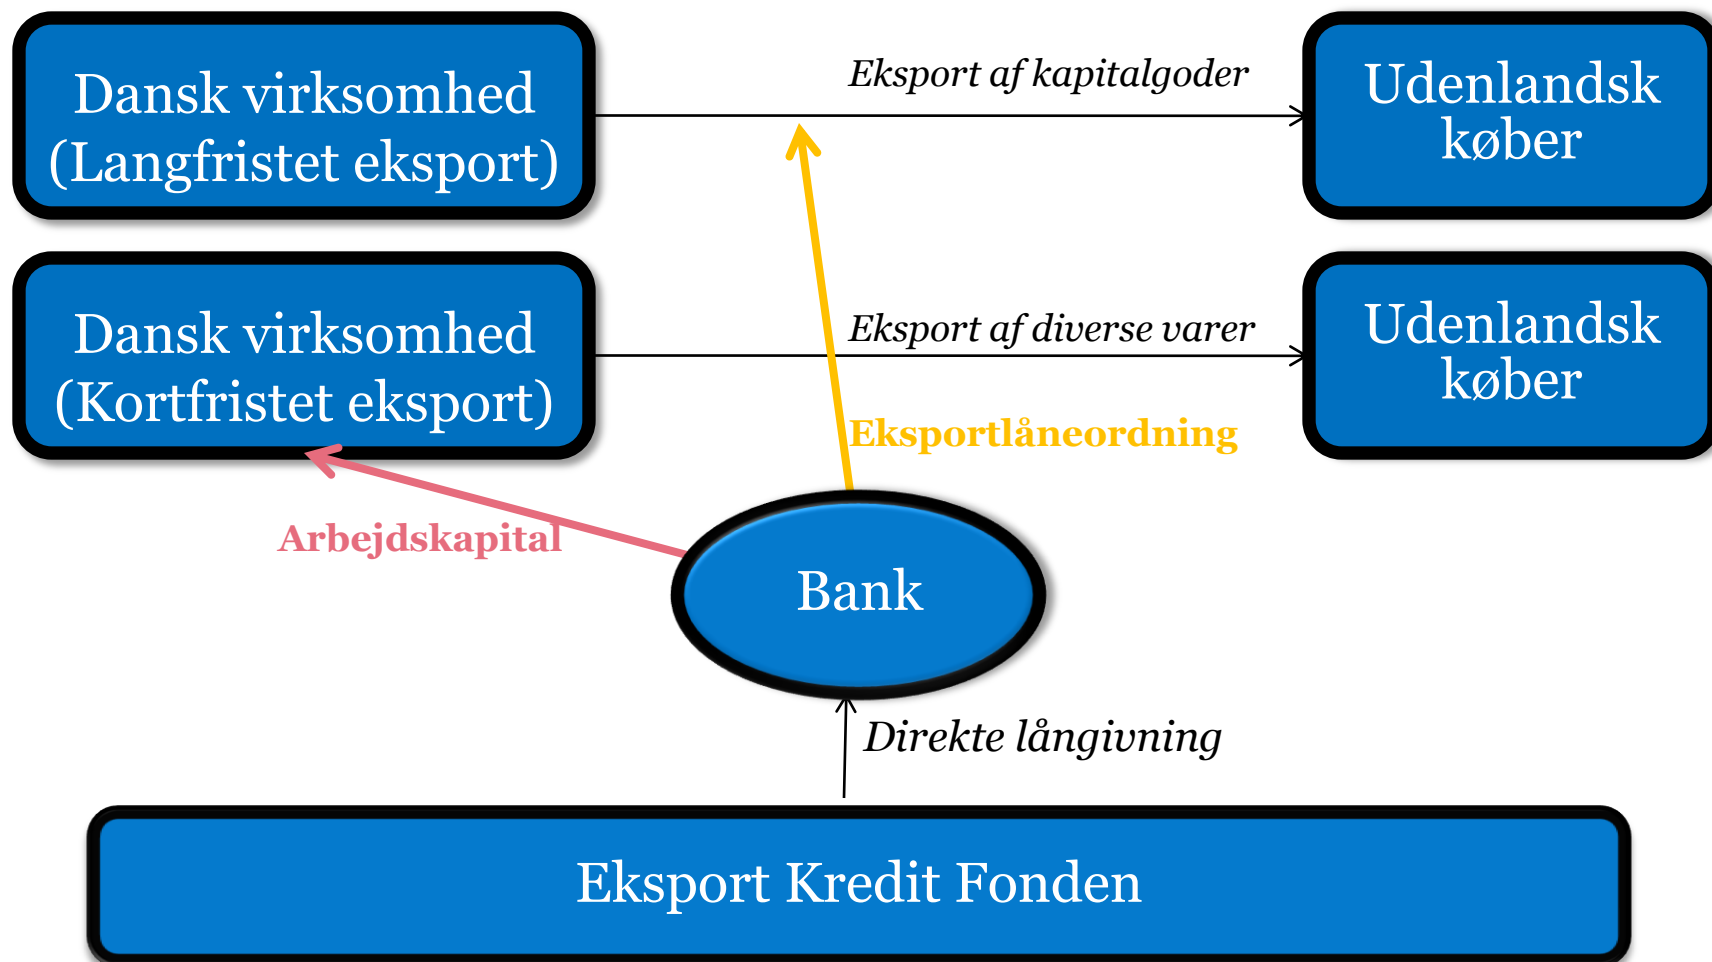 Dansk virksomhed
(Langfristet eksport)
Eksport af kapitalgoder
Udenlandsk
køber
Dansk virksomhed
(Kortfristet eksport)
Eksport af diverse varer
Udenlandsk
køber
Eksportlåneordning
Arbejdskapital
Bank
Direkte långivning
Eksport Kredit Fonden